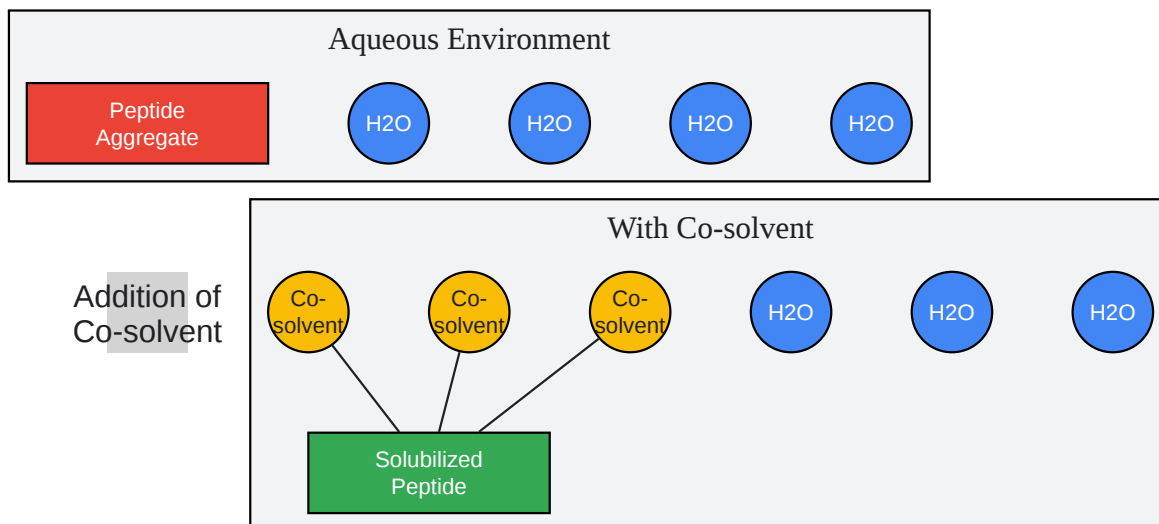 Aqueous Environment
Peptide
Aggregate
H2O
H2O
H2O
H2O
With Co-solvent
Addition of
Co-solvent
Co-
solvent
Co-
solvent
Co-
solvent
H2O
H2O
H2O
Solubilized
Peptide